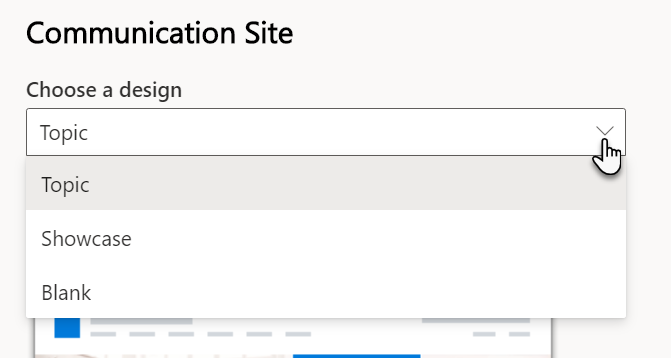 Communication Site
Choose a design
Topic
Topic
Showcase
Blank